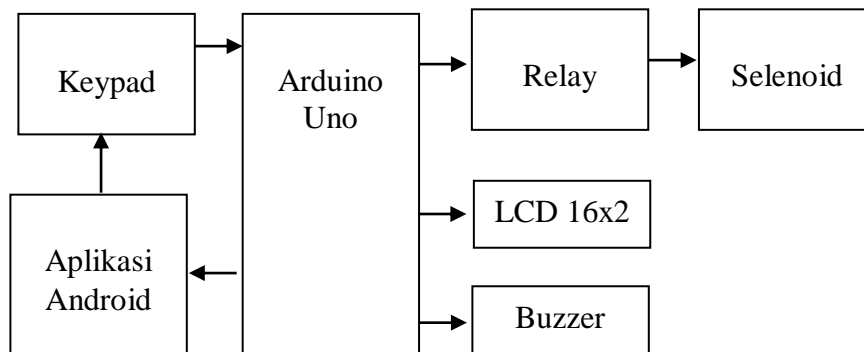 Keypad
Arduino
Uno
Relay
Selenoid
LCD 16x2
Aplikasi
Android
Buzzer